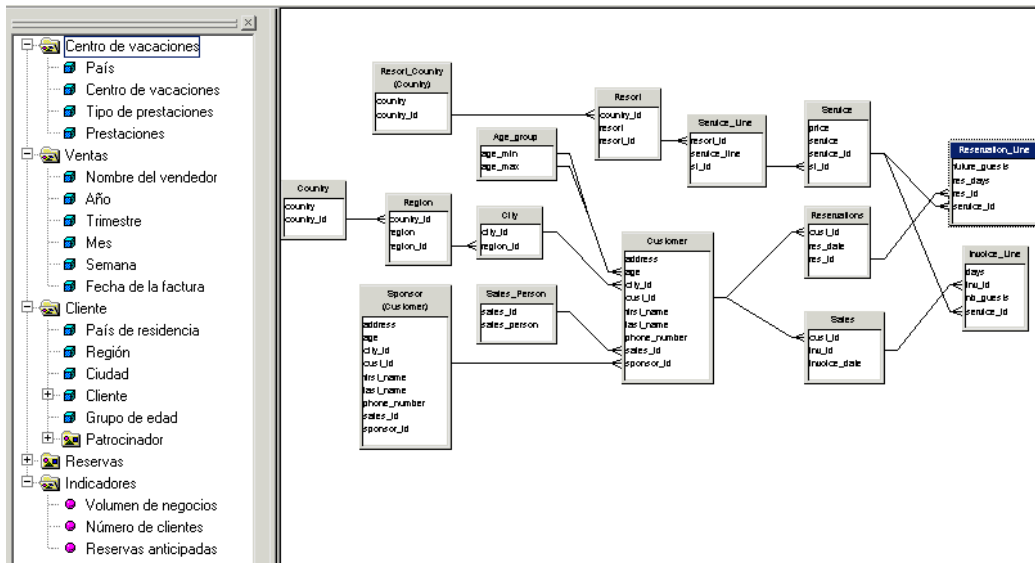 Centro de vacaciones
País
Centro de vacaciones
Tipo de prestaciones
Prestaciones
Ventas
Nombre del vendedor
Año
Trimestre
Mes
Semana
Fecha de la factura
Cliente
País de residencia
Región
Ciudad
Cliente
Grupo de edad
Patrocinador
Reservas
Indicadores
Volumen de negocios
Número de clientes
Reservas anticipadas
Resort_Country
(Country)
country
country_id
Age_group
age_min
age_max
Country
country
country_id
Region
country_id
region
region_id
City
city_id
region_id
Sponsor
(Customer)
address
age
city_id
cust_id
first_name
last_name
phone_number
sales_id
sponsor_id
Sales_Person
sales_id
sales_person
Resort
country_id
resort
resort_id
Service_Line
resort_id
service_line
sl_id
Customer
address
age
city_id
cust_id
first_name
last_name
phone_number
sales_id
sponsor_id
Service
price
service
service_id
sl_id
Reservations
cust_id
res_date
res_id
Sales
cust_id
inv_id
invoice_date
Reservation_Line
future_guests
res_days
res_id
service_id
Invoice_Line
days
inv_id
nb_guests
service_id